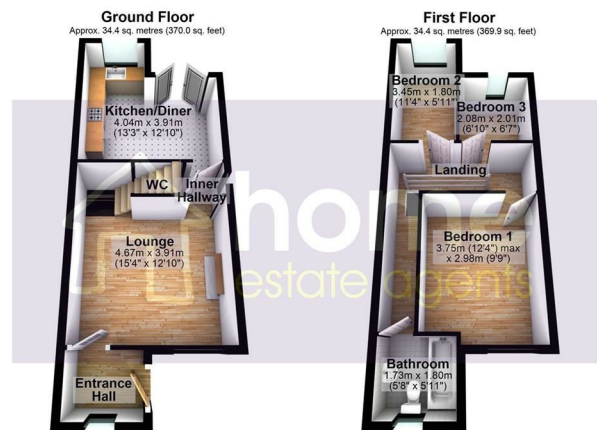 Ground Floor
Approx. 34.4 sq. metres (370.0 sq. feet)
Kitchen/Diner
4.04m x 3.91m
(13'3" x 12'10")
WC
Inner
Hallway
Lounge
4.67m x 3.91m
(15'4" x 12'10")
Entrance
Hall
First Floor
Approx. 34.4 sq. metres (369.9 sq. feet)
Bedroom 2
3.45m x 1.80m
(11'4" x 5'11")
Bedroom 3
2.08m x 2.01m
(6'10" x 6'7")
Landing
Bedroom 1
3.75m (12'4") max
x 2.98m (9'9")
Bathroom
1.73m x 1.80m
(5'8" x 5'11")
home
estate agents